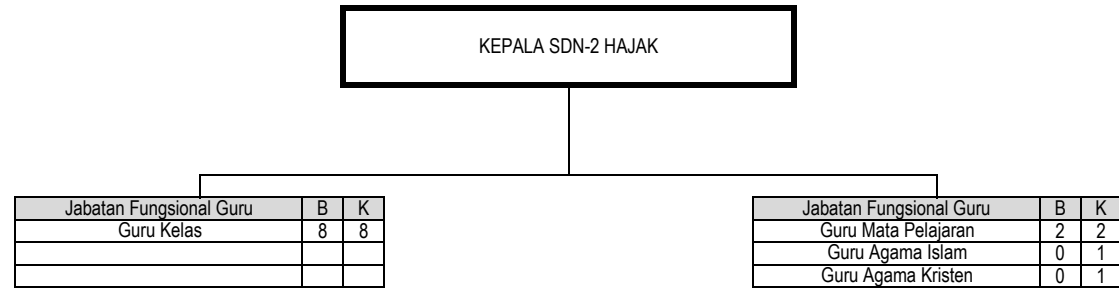 KEPALA SDN-2 HAJAK
Jabatan Fungsional Guru B K
Guru Kelas 8 8
Jabatan Fungsional Guru B K
Guru Mata Pelajaran 2 2
Guru Agama Islam 0 1
Guru Agama Kristen 0 1